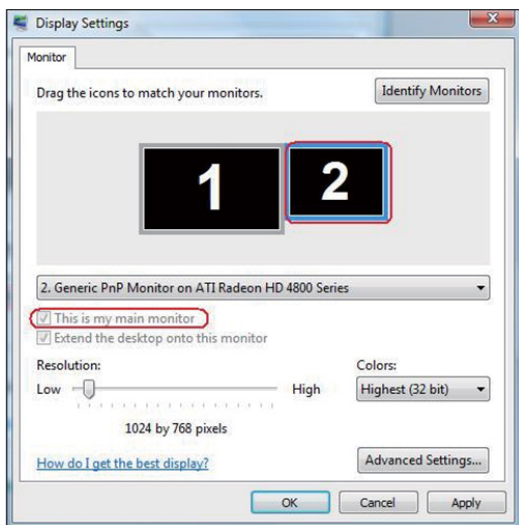 Display Settings
Monitor
Drag the icons to match your monitors.
Identify Monitors
1
2
2. Generic PnP Monitor on ATI Radeon HD 4800 Series
This is my main monitor
Extend the desktop onto this monitor
Resolution:
Colors:
Low
High
Highest (32 bit)
1024 by 768 pixels
How do I get the best display?
Advanced Settings...
OK
Cancel
Apply